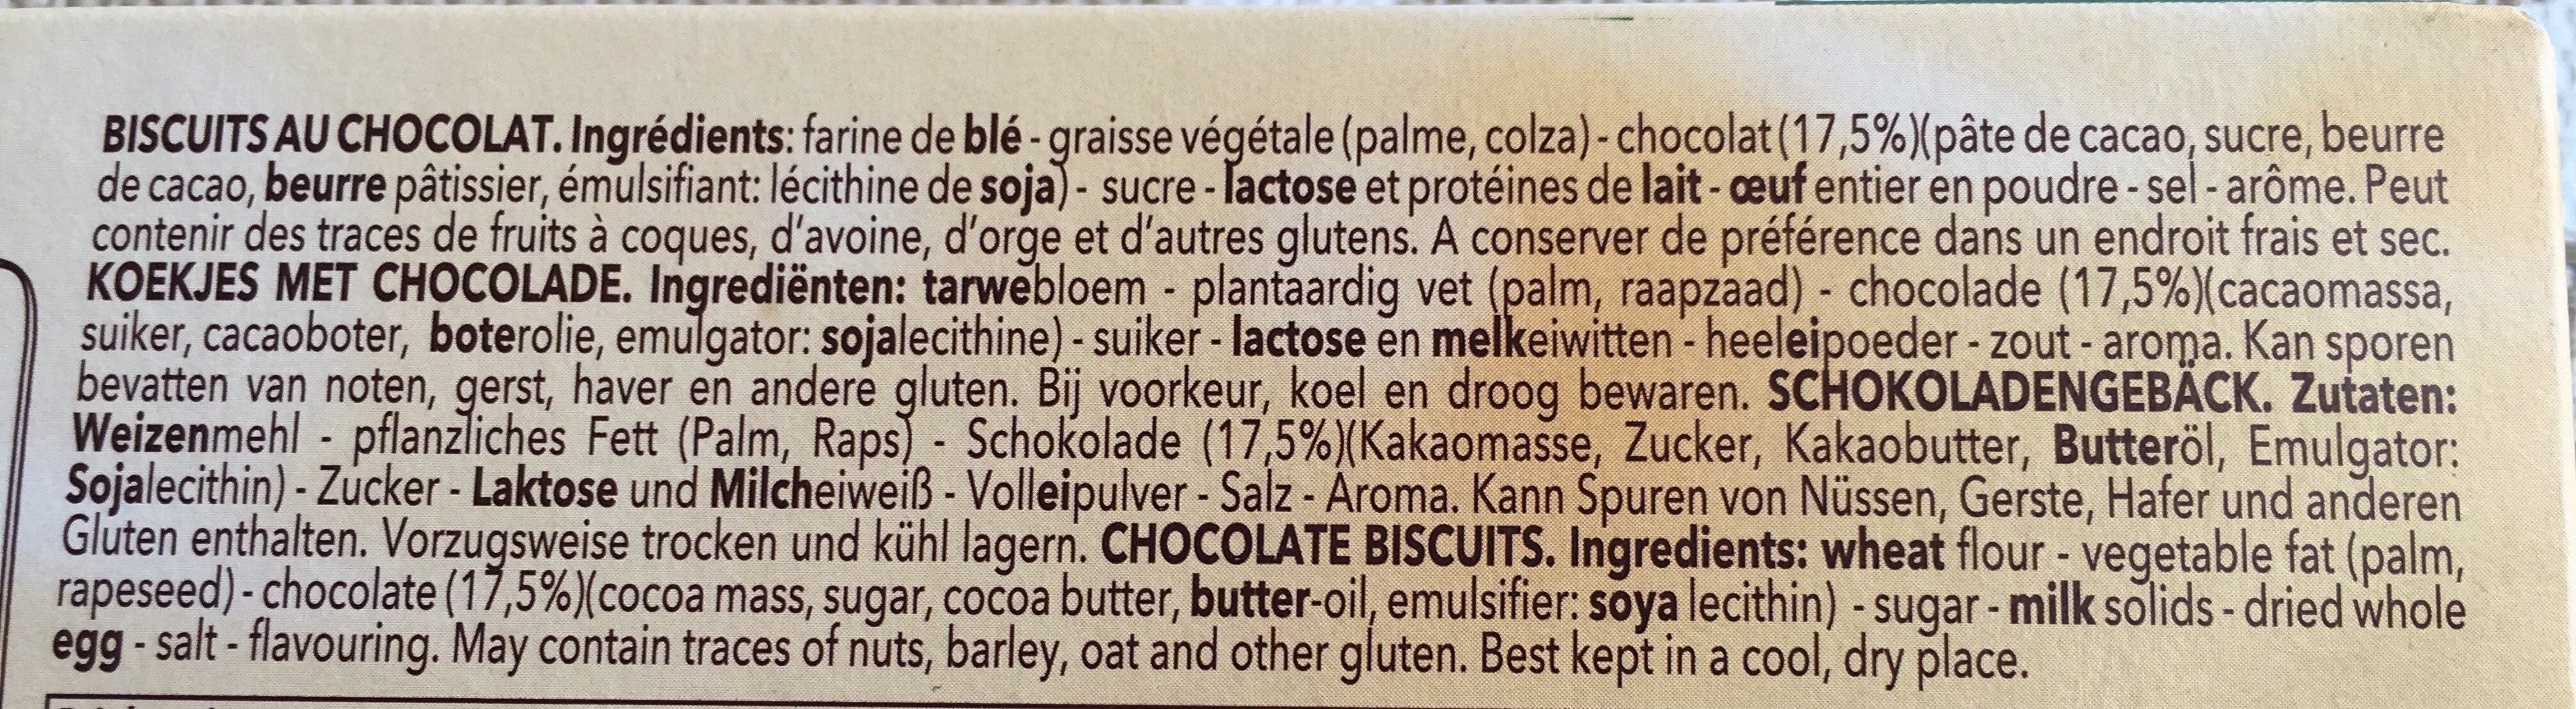 BISCUITS AU CHOCOLAT. Ingrédients: farine de blé - graisse végétale (palme, colza) - chocolat (17,5%)(pâte de cacao, sucre, beurre
de cacao, beurre pâtissier, émulsifiant: lécithine de soja) - sucre - lactose et protéines de lait - œuf entier en poudre - sel - arôme. Peut
contenir des traces de fruits à coques, d'avoine, d'orge et d'autres glutens. A conserver de préférence dans un endroit frais et sec.
KOEKJES MET CHOCOLADE. Ingrediënten: tarwebloem - plantaardig vet (palm, raapzaad) - chocolade (17,5%)(cacaomassa,
suiker, cacaoboter, boterolie, emulgator: sojalecithine) - suiker - lactose en melkeiwitten - heeleipoeder - zout - aroma. Kan sporen
bevatten van noten, gerst, haver en andere gluten. Bij voorkeur, koel en droog bewaren. SCHOKOLADENGEBÄCK. Zutaten:
Weizenmehl - pflanzliches Fett (Palm, Raps) - Schokolade (17,5%)(Kakaomasse, Zucker, Kakaobutter, Butteröl, Emulgator:
Sojalecithin) - Zucker - Laktose und Milcheiweiß - Volleipulver - Salz - Aroma. Kann Spuren von Nüssen, Gerste, Hafer und anderen
Gluten enthalten. Vorzugsweise trocken und kühl lagern. CHOCOLATE BISCUITS. Ingredients: wheat flour - vegetable fat (palm,
rapeseed) - chocolate (17,5%)(cocoa mass, sugar, cocoa butter, butter-oil, emulsifier: soya lecithin) - sugar - milk solids - dried whole
egg - salt - flavouring. May contain traces of nuts, barley, oat and other gluten. Best kept in a cool, dry place.